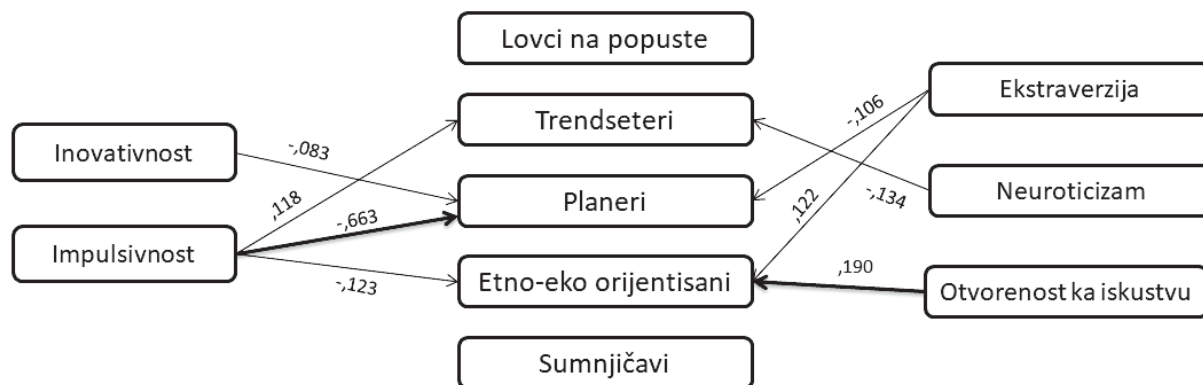 Lovci na popuste
Ekstraverzija
Trendseteri
-,106
Inovativnost
-,083
,118
Planeri
,122
-,134
Neuroticizam
-,663
Impulsivnost
-,123
Etno-eko orijentisani
,190
Otvorenost ka iskustvu
Sumnjičavi